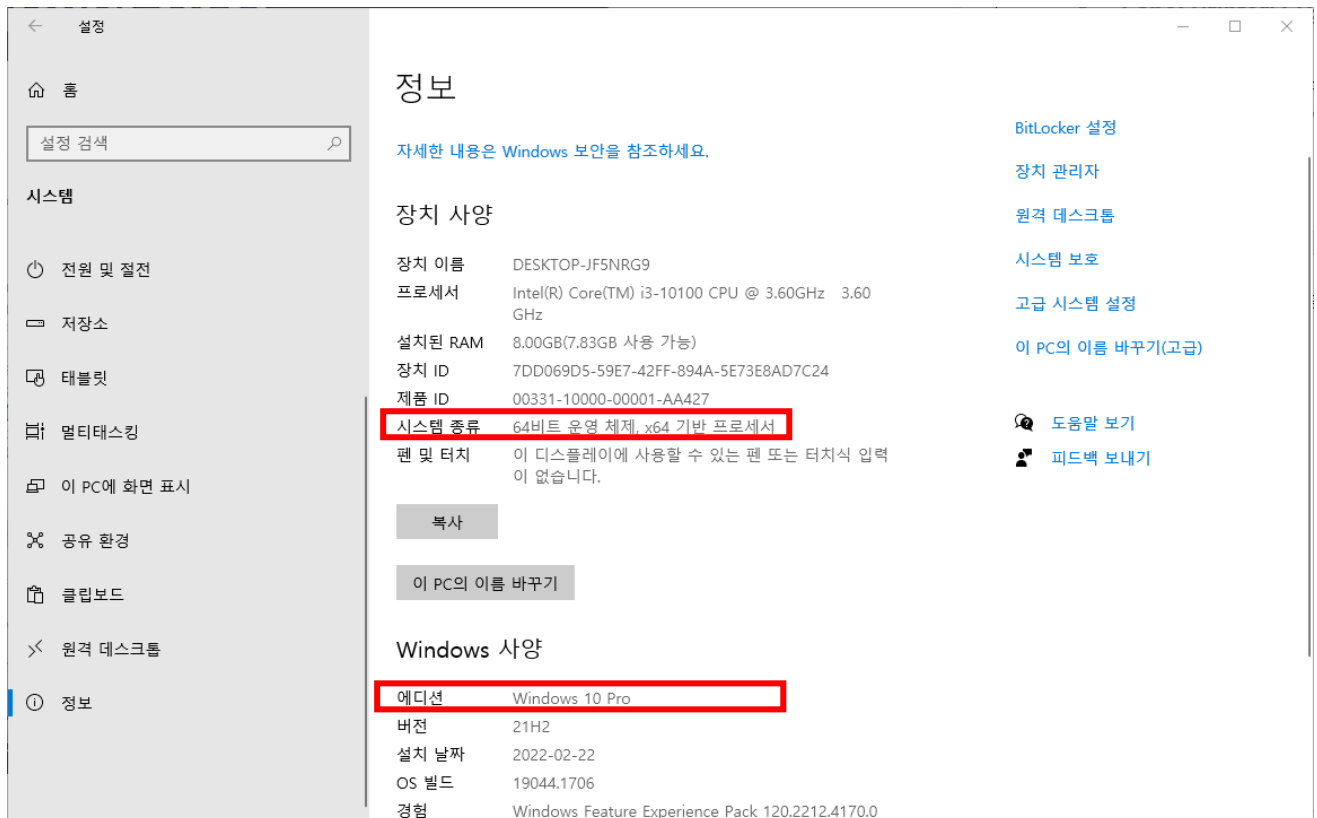 설정
홈
설정 검색
시스템
전원 및 절전
저장소
태블릿
멀티태스킹
이 PC에 화면 표시
공유 환경
클립보드
원격 데스크톱
정보
정보
자세한 내용은 Windows 보안을 참조하세요.
장치 사양
장치 이름 DESKTOP-JF5NRG9
프로세서 Intel(R) Core(TM) i3-10100 CPU @ 3.60GHz 3.60
GHz
설치된 RAM 8.00GB(7.83GB 사용 가능)
장치 ID 7DD069D5-59E7-42FF-894A-5E73E8AD7C24
제품 ID 00331-10000-00001-AA427
시스템 종류 64비트 운영 체제, x64 기반 프로세서
펜 및 터치 이 디스플레이에 사용할 수 있는 펜 또는 터치식 입력
이 없습니다.
복사
이 PC의 이름 바꾸기
Windows 사양
에디션 Windows 10 Pro
버전 21H2
설치 날짜 2022-02-22
OS 빌드 19044.1706
경험 Windows Feature Experience Pack 120.2212.4170.0
BitLocker 설정
장치 관리자
원격 데스크톱
시스템 보호
고급 시스템 설정
이 PC의 이름 바꾸기(고급)
도움말 보기
피드백 보내기